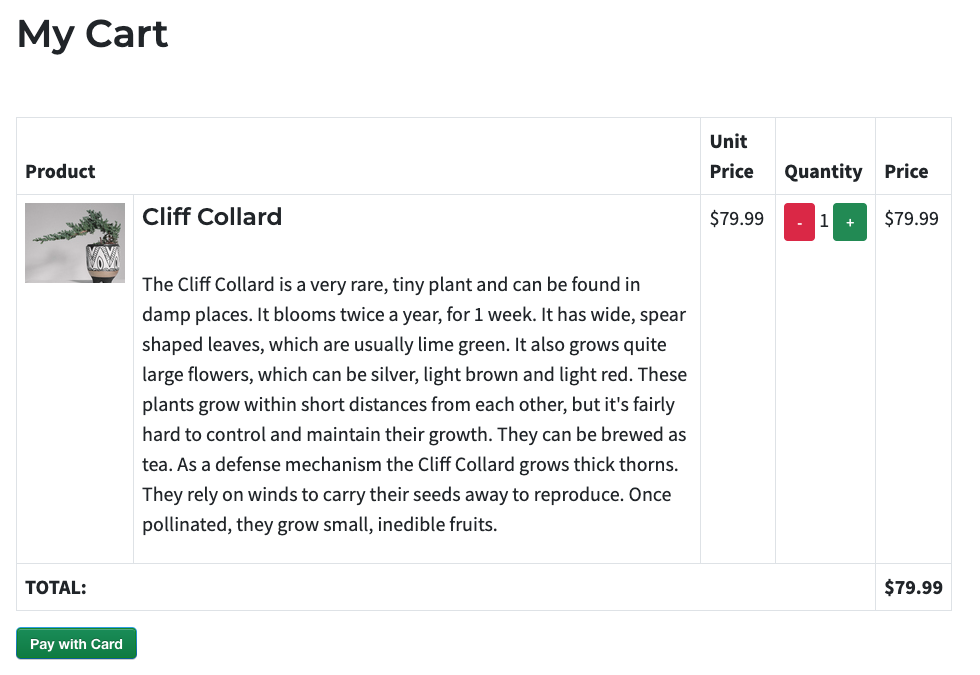 My Cart
Product
Unit
Price
Quantity
Price
Cliff Collard
$79.99
- 1 +
$79.99
The Cliff Collard is a very rare, tiny plant and can be found in
damp places. It blooms twice a year, for 1 week. It has wide, spear
shaped leaves, which are usually lime green. It also grows quite
large flowers, which can be silver, light brown and light red. These
plants grow within short distances from each other, but it's fairly
hard to control and maintain their growth. They can be brewed as
tea. As a defense mechanism the Cliff Collard grows thick thorns.
They rely on winds to carry their seeds away to reproduce. Once
pollinated, they grow small, inedible fruits.
TOTAL:
$79.99
Pay with Card